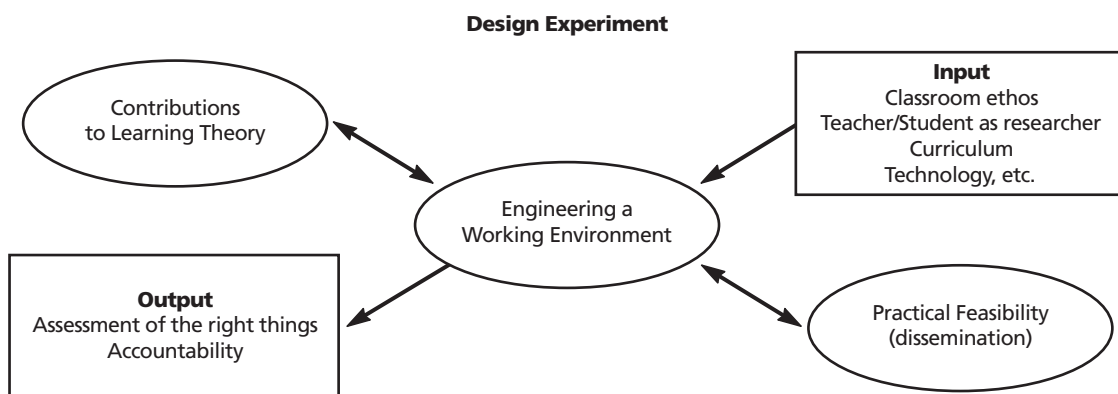 Design Experiment
Contributions
to Learning Theory
Input
Classroom ethos
Teacher/Student as researcher
Curriculum
Technology, etc.
Engineering a
Working Environment
Output
Assessment of the right things
Accountability
Practical Feasibility
(dissemination)